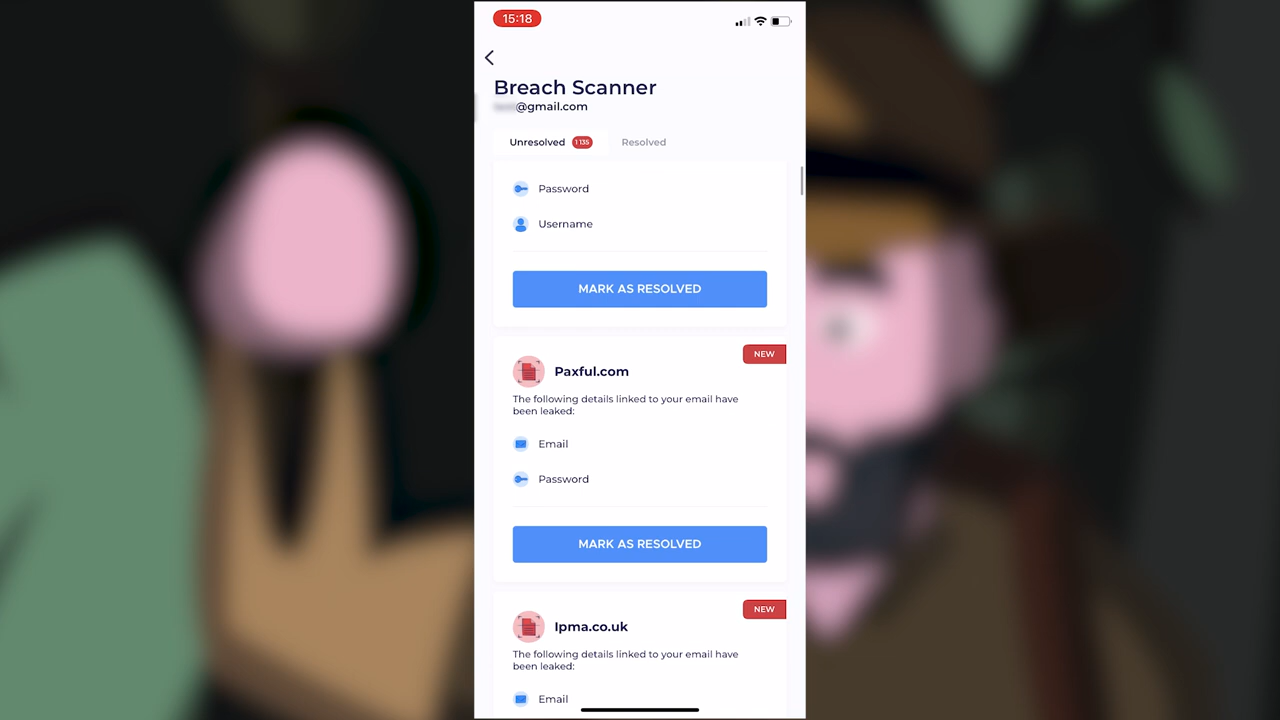 15:18
Breach Scanner
@gmail.com
Unresolved 1 135 Resolved
Password
Username
MARK AS RESOLVED
NEW
Paxful.com
The following details linked to your email have
been leaked:
Email
Password
MARK AS RESOLVED
NEW
Ipma.co.uk
The following details linked to your email have
been leaked:
Email